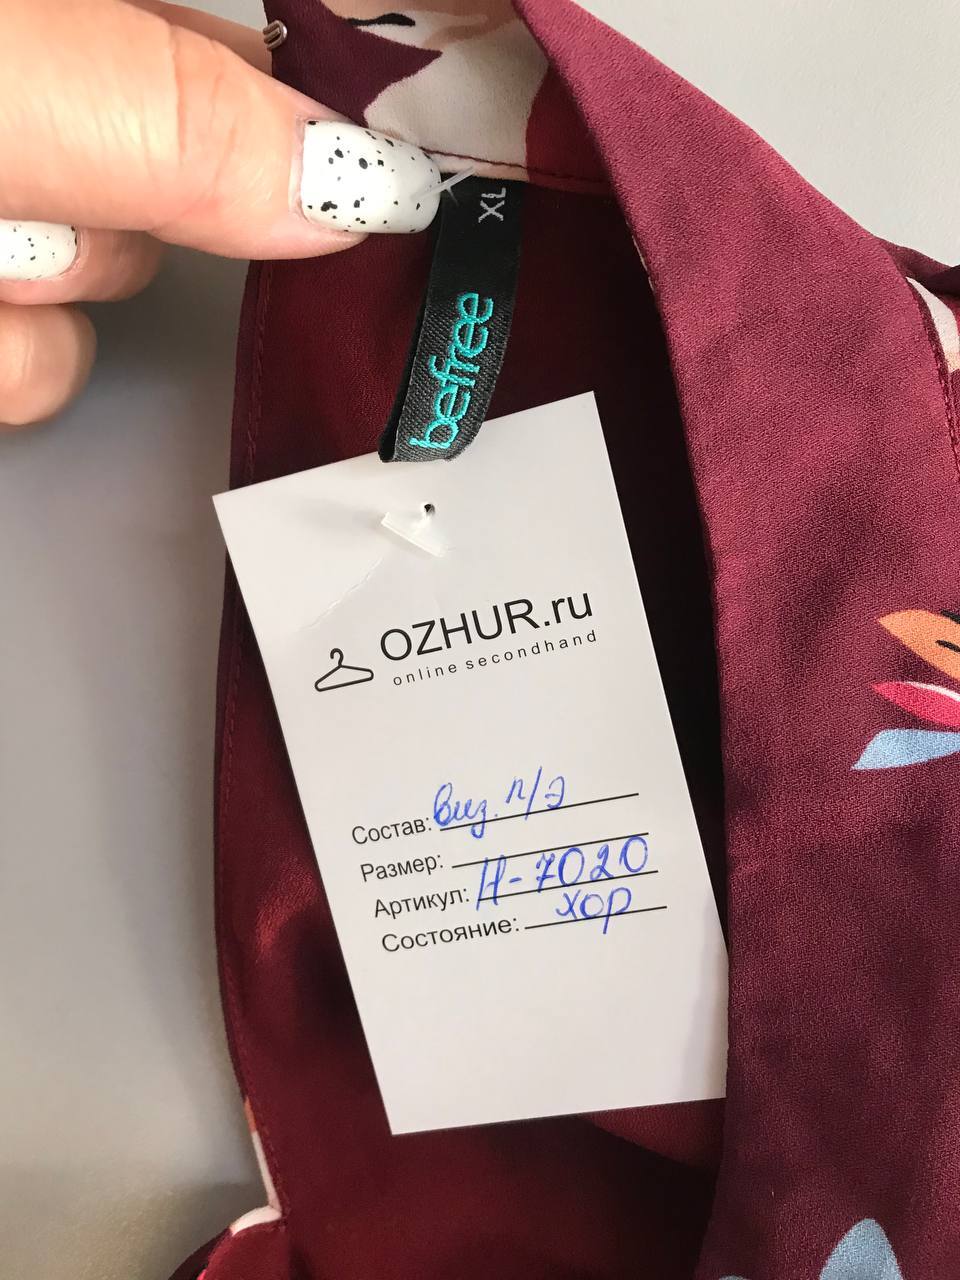 XL
befree
OZHUR.ru
online secondhand
Состав: Виз. п/э
Размер:
Артикул: Н-7020
Состояние: хор